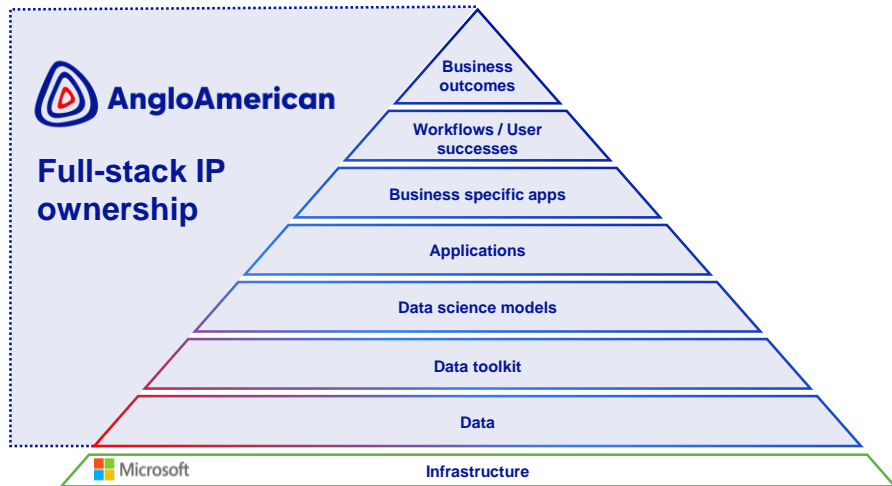 AngloAmerican
Full-stack IP
ownership
Business
outcomes
Workflows / User
successes
Business specific apps
Applications
Data science models
Data toolkit
Data
Microsoft
Infrastructure